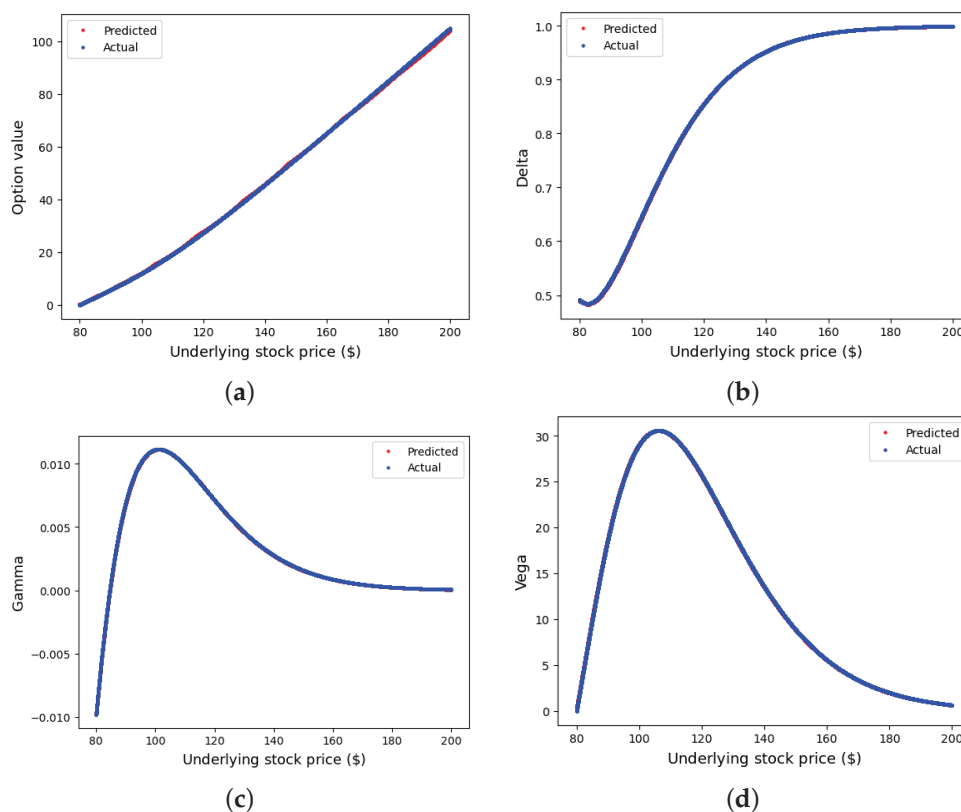 Predicted
Actual
100
80
60
40
20
0
Option value
80 100 120 140 160 180 200
Underlying stock price ($)
(a)
Predicted
Actual
1.0
0.9
0.8
0.7
0.6
0.5
Delta
80 100 120 140 160 180 200
Underlying stock price ($)
(b)
Predicted
Actual
0.010
0.005
0.000
−0.005
−0.010
Gamma
80 100 120 140 160 180 200
Underlying stock price ($)
(c)
Predicted
Actual
30
25
20
15
10
5
0
Vega
80 100 120 140 160 180 200
Underlying stock price ($)
(d)